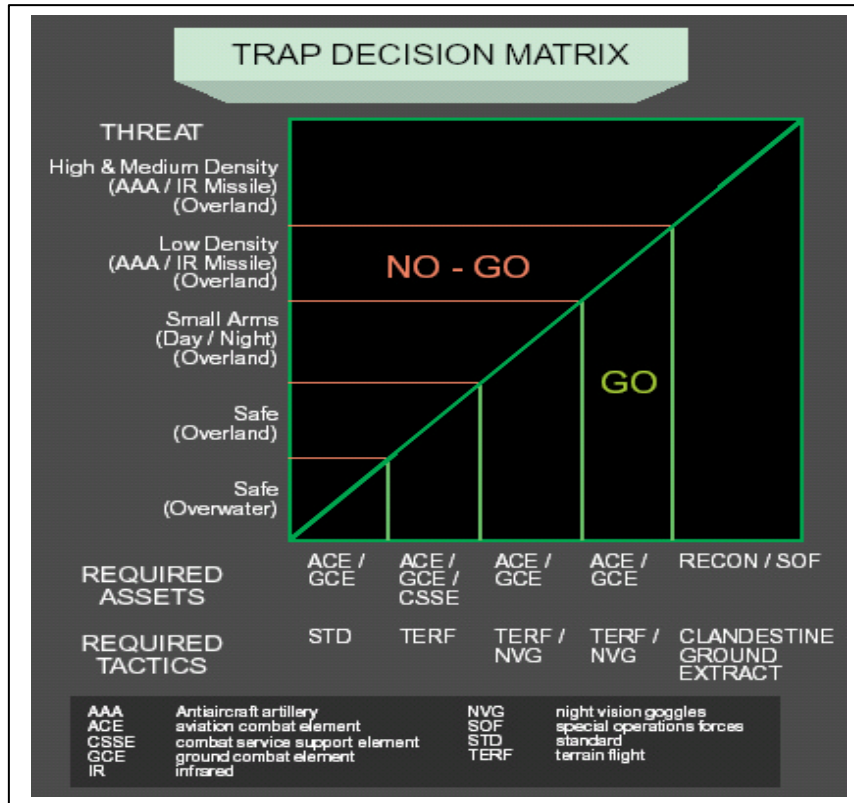 TRAP DECISION MATRIX
THREAT
High & Medium Density
(AAA / IR Missile)
(Overland)
Low Density
(AAA / IR Missile)
(Overland)
Small Arms
(Day / Night)
(Overland)
Safe
(Overland)
Safe
(Overwater)
NO - GO
GO
REQUIRED
ASSETS
ACE /
GCE
ACE /
GCE /
CSSE
ACE /
GCE
ACE /
GCE
RECON / SOF
REQUIRED
TACTICS
STD
TERF
TERF /
NVG
TERF /
NVG
CLANDESTINE
GROUND
EXTRACT
AAA Antiaircraft artillery
ACE aviation combat element
CSSE combat service support element
GCE ground combat element
IR infrared
NVG night vision goggles
SOF special operations forces
STD standard
TERF terrain flight